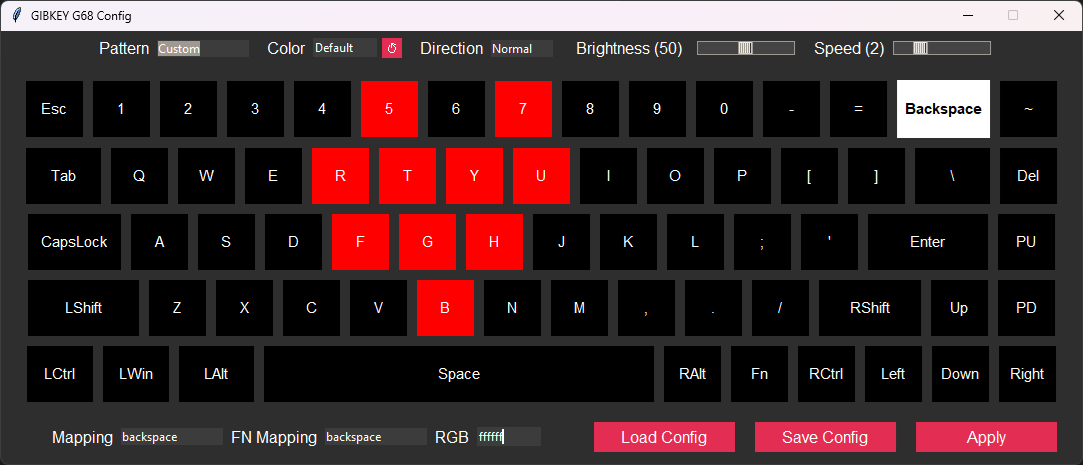 GIBKEY G68 Config
Pattern Custom Color Default Direction Normal Brightness (50) Speed (2)
Esc 1 2 3 4 5 6 7 8 9 0 - = Backspace ~
Tab Q W E R T Y U I O P [ ] \ Del
CapsLock A S D F G H J K L ; ' Enter PU
LShift Z X C V B N M , . / RShift Up PD
LCtrl LWin LAlt Space RAlt Fn RCtrl Left Down Right
Mapping backspace FN Mapping backspace RGB ffffff Load Config Save Config Apply